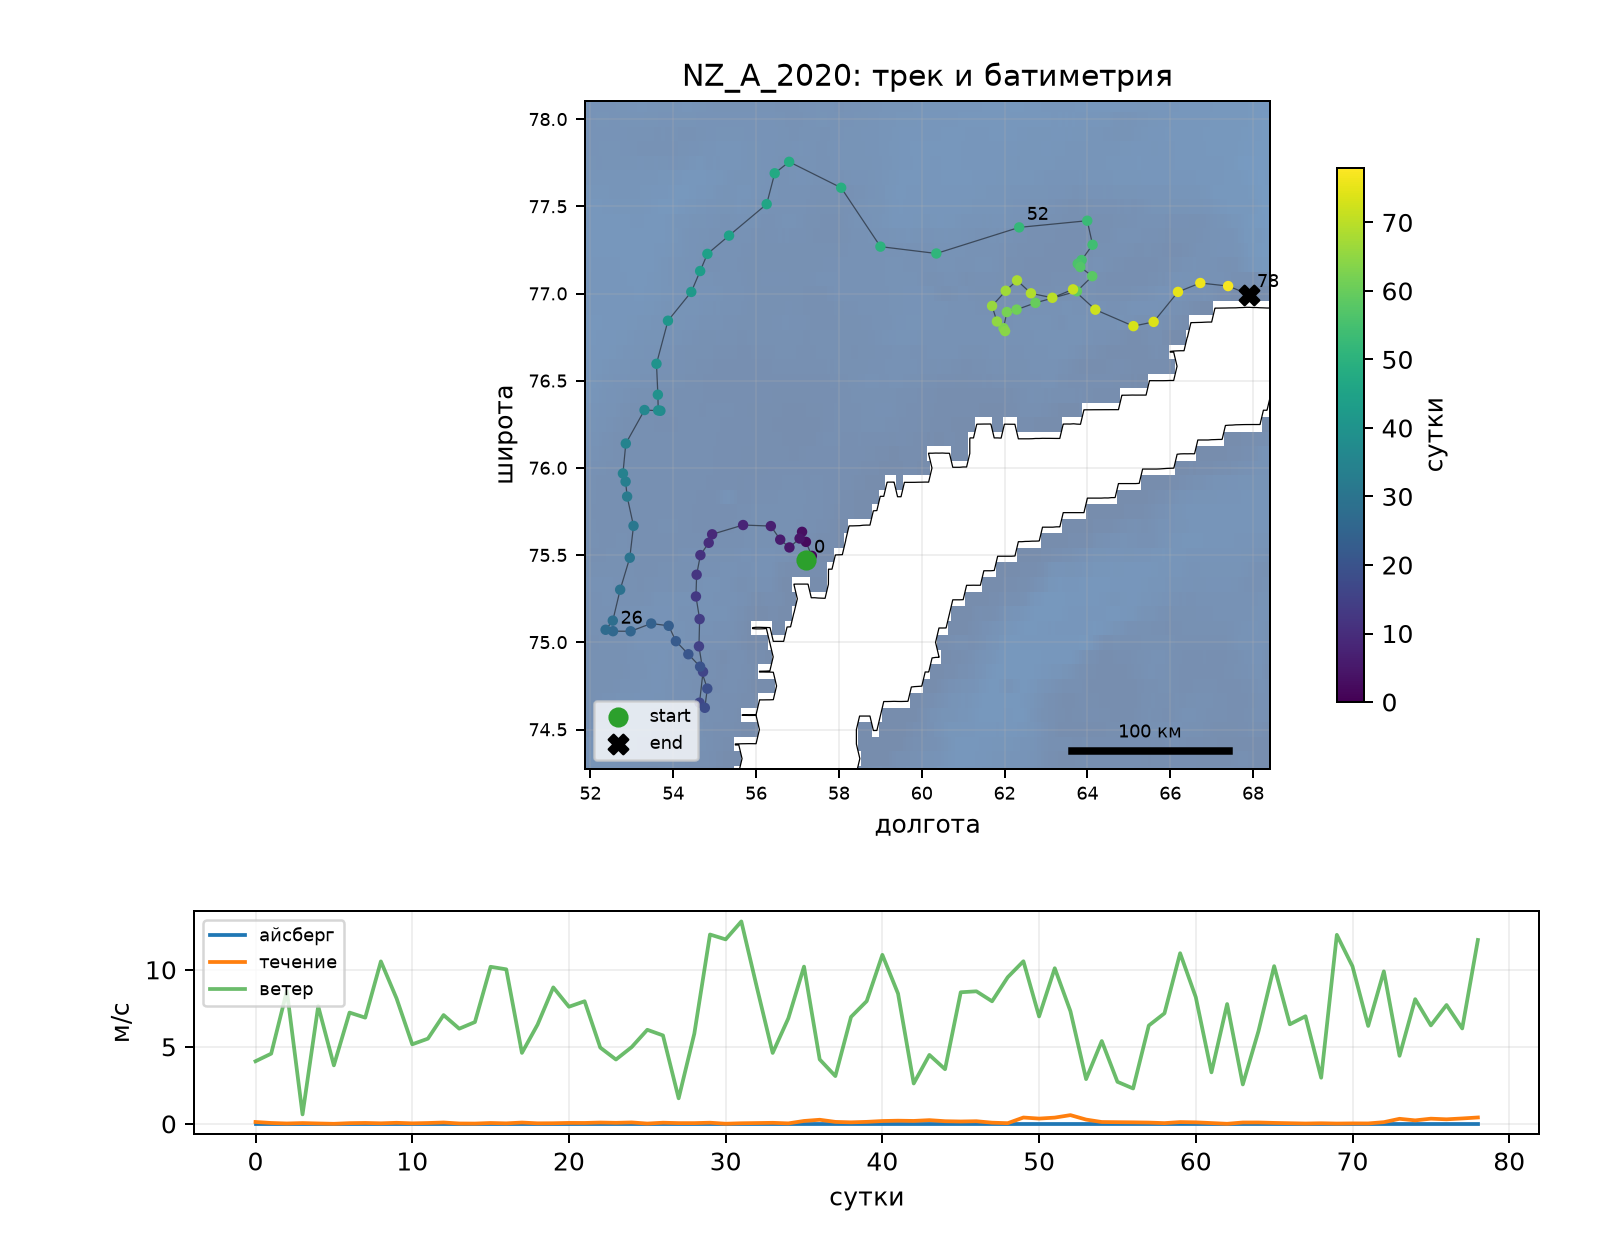 NZ_A_2020: трек и батиметрия
78.0
77.5
77.0
76.5
76.0
75.5
75.0
74.5
широта
52
78
0
26
start
end
100 км
52 54 56 58 60 62 64 66 68
долгота
70
60
50
40
30
20
10
0
сутки
айсберг
течение
ветер
10
5
0
м/с
0 10 20 30 40 50 60 70 80
сутки